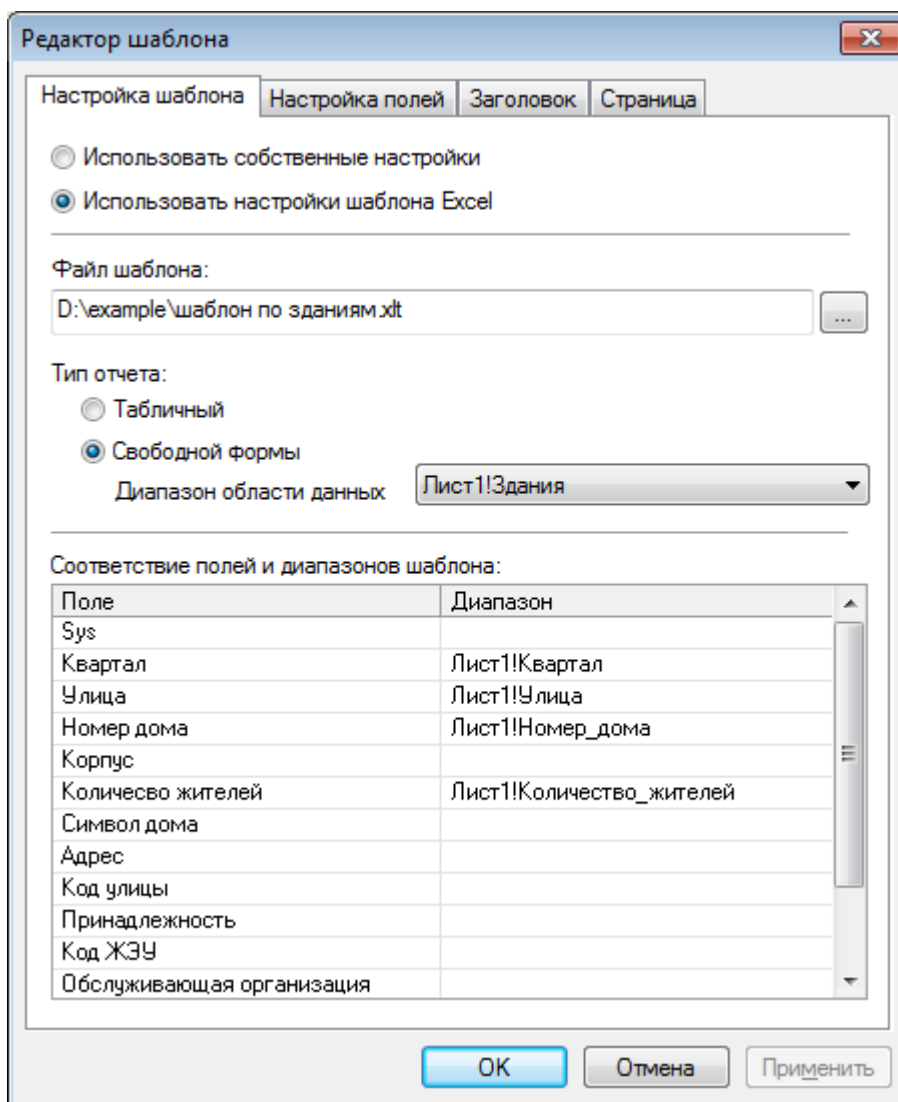 Редактор шаблона
Настройка шаблона Настройка полей Заголовок Страница
Использовать собственные настройки
Использовать настройки шаблона Excel
Файл шаблона:
D:\example\шаблон по зданиям.xlt ...
Тип отчета:
Табличный
Свободной формы
Диапазон области данных Лист1!Здания
Соответствие полей и диапазонов шаблона:
Поле Диапазон
Sys
Квартал Лист1!Квартал
Улица Лист1!Улица
Номер дома Лист1!Номер_дома
Корпус
Количесво жителей Лист1!Количество_жителей
Символ дома
Адрес
Код улицы
Принадлежность
Код ЖЭУ
Обслуживающая организация
OK Отмена Применить